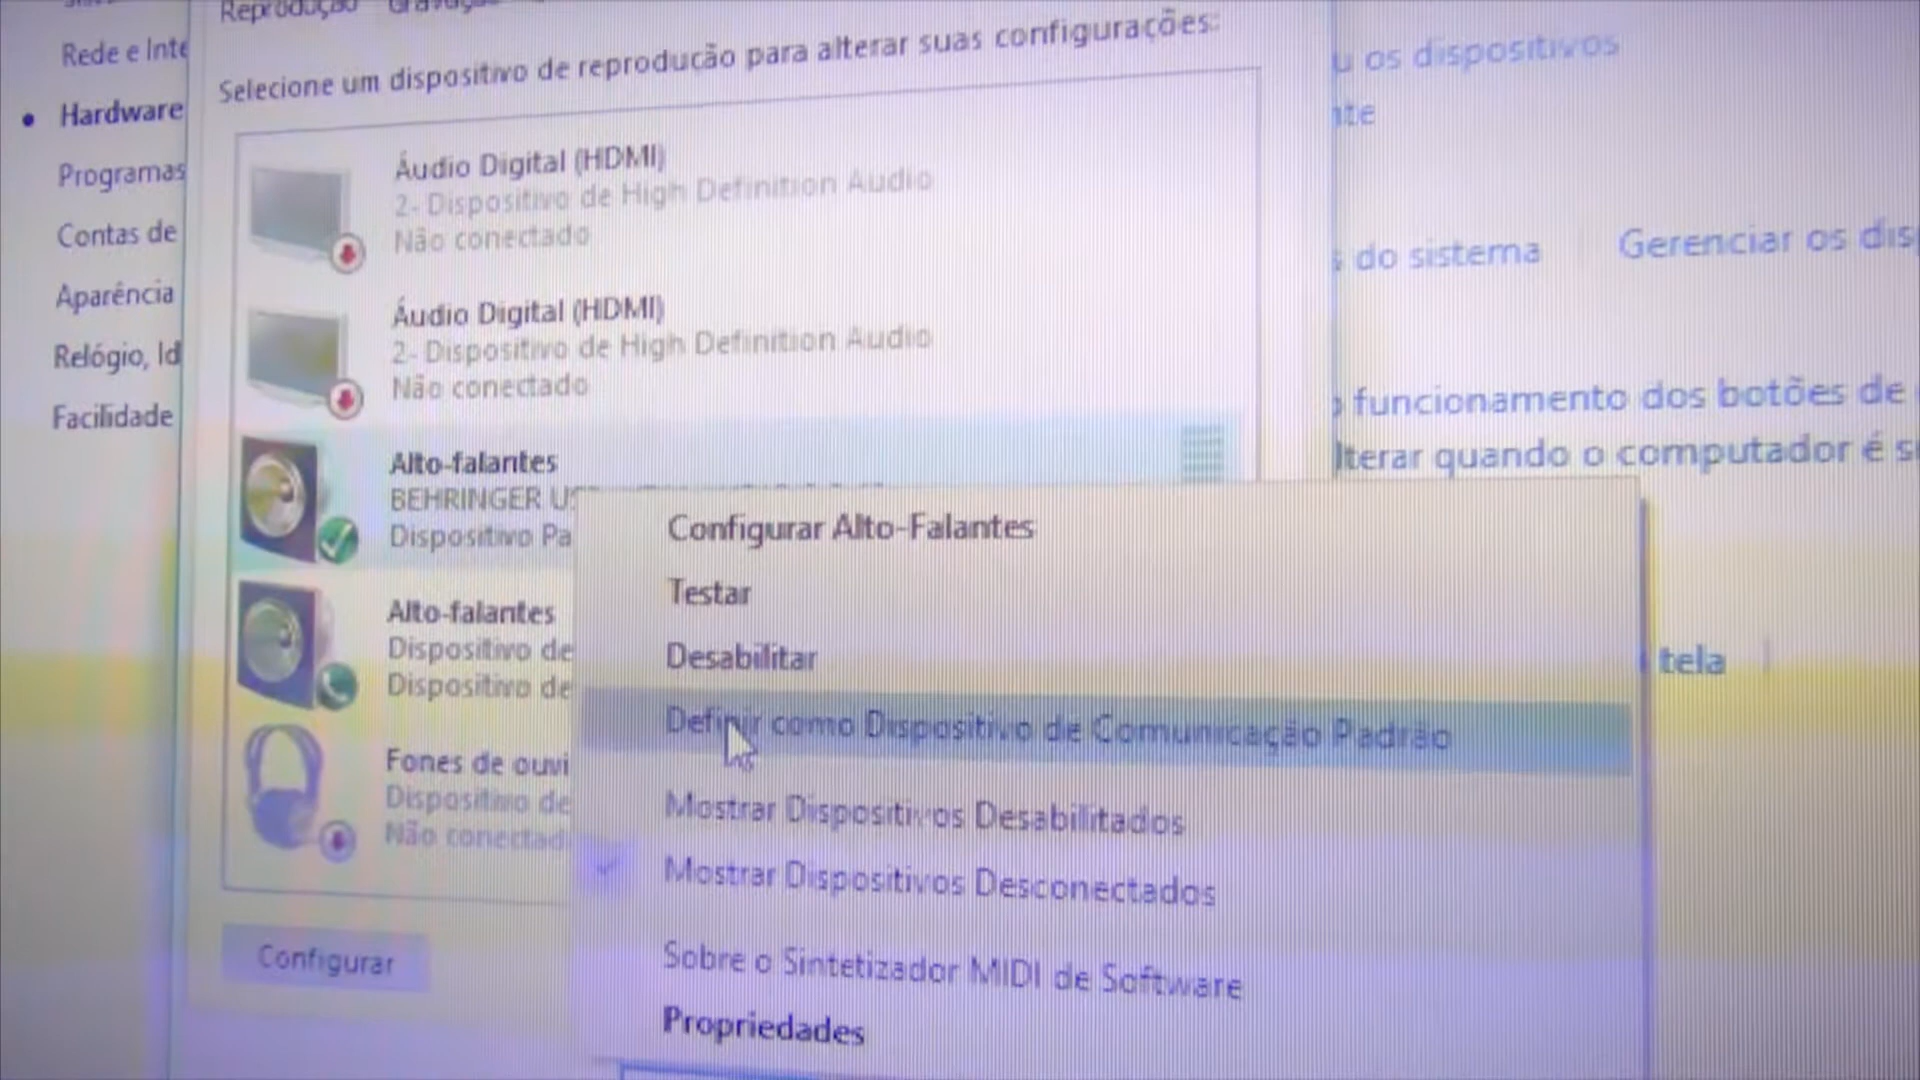 Reprodução
Selecione um dispositivo de reprodução para alterar suas configurações:
Rede e Inte
Hardware
Programas
Contas de
Aparência
Relógio, Id
Facilidade
Áudio Digital (HDMI)
2- Dispositivo de High Definition Audio
Não conectado
Áudio Digital (HDMI)
2- Dispositivo de High Definition Audio
Não conectado
Alto-falantes
BEHRINGER US
Dispositivo Pa
Alto-falantes
Dispositivo de
Dispositivo de
Fones de ouvi
Dispositivo de
Não conectad
Configurar
Configurar Alto-Falantes
Testar
Desabilitar
Definir como Dispositivo de Comunicação Padrão
Mostrar Dispositivos Desabilitados
Mostrar Dispositivos Desconectados
Sobre o Sintetizador MIDI de Software
Propriedades
u os dispositivos
nte
s do sistema Gerenciar os disp
o funcionamento dos botões de
lterar quando o computador é s
tela